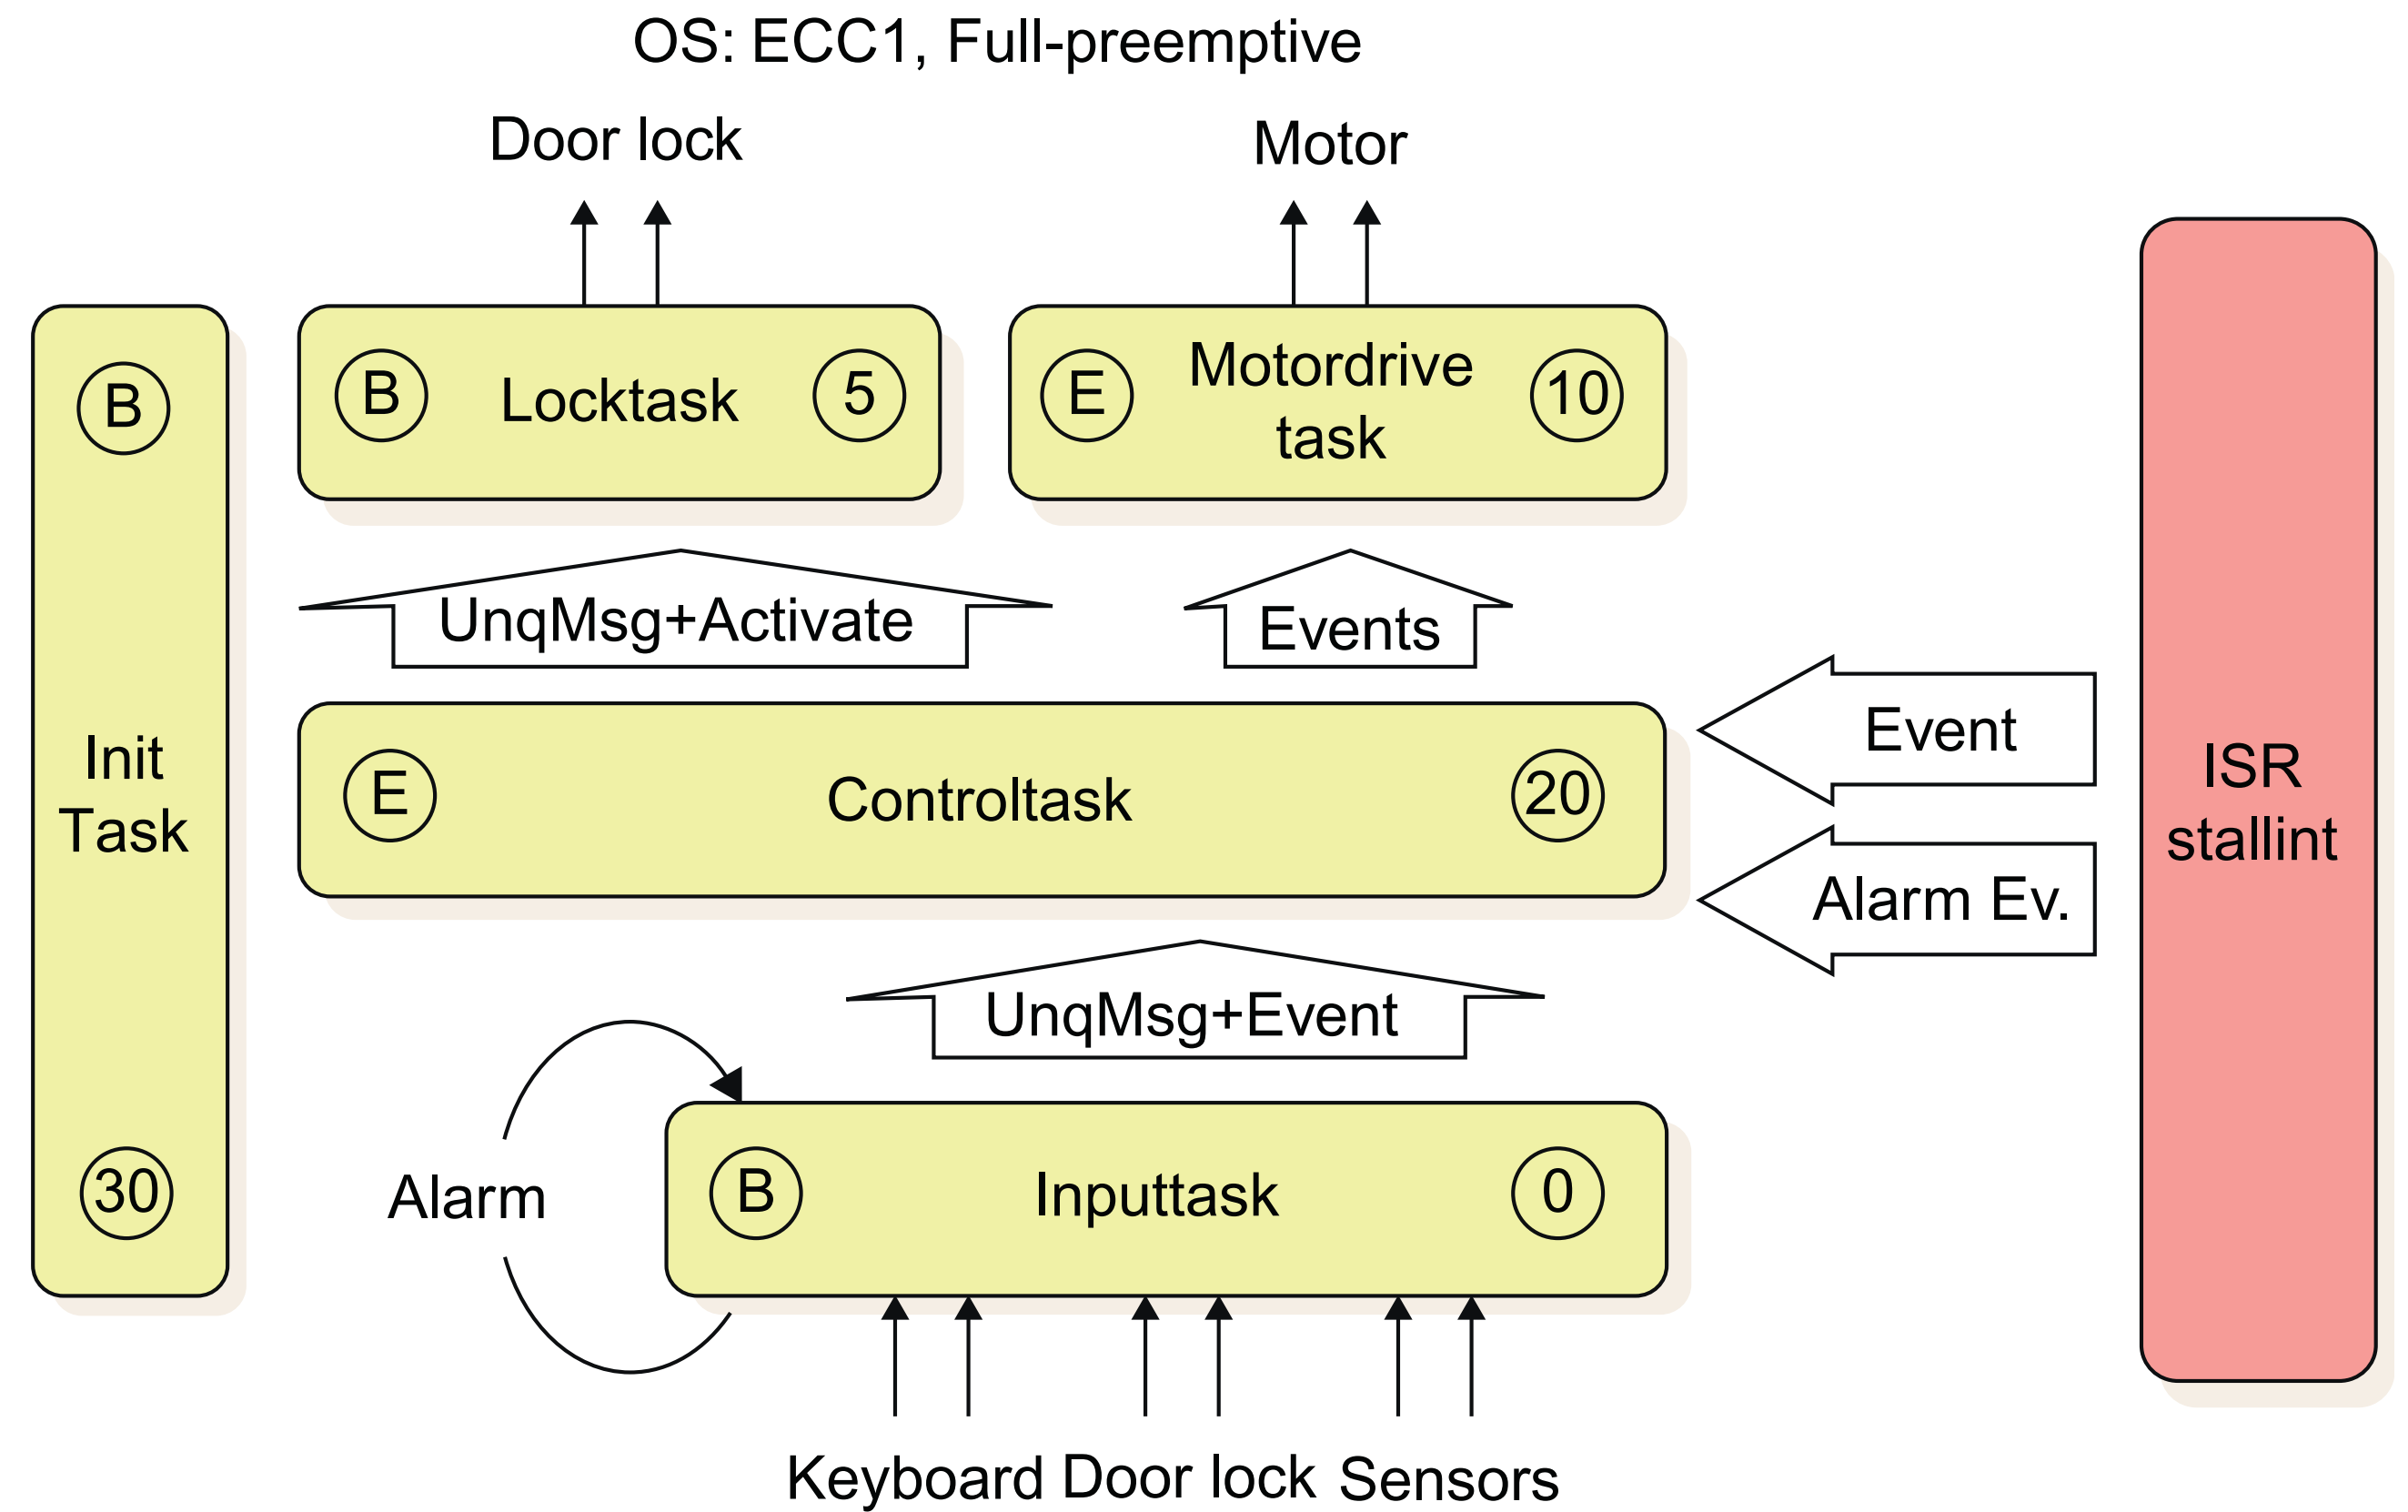 OS: ECC1, Full-preemptive
Door lock
Motor
B
Init
Task
30
B
Locktask
5
E
Motordrive
task
10
UnqMsg+Activate
Events
E
Controltask
20
Event
Alarm Ev.
ISR
stallint
UnqMsg+Event
Alarm
B
Inputtask
0
Keyboard
Door lock
Sensors